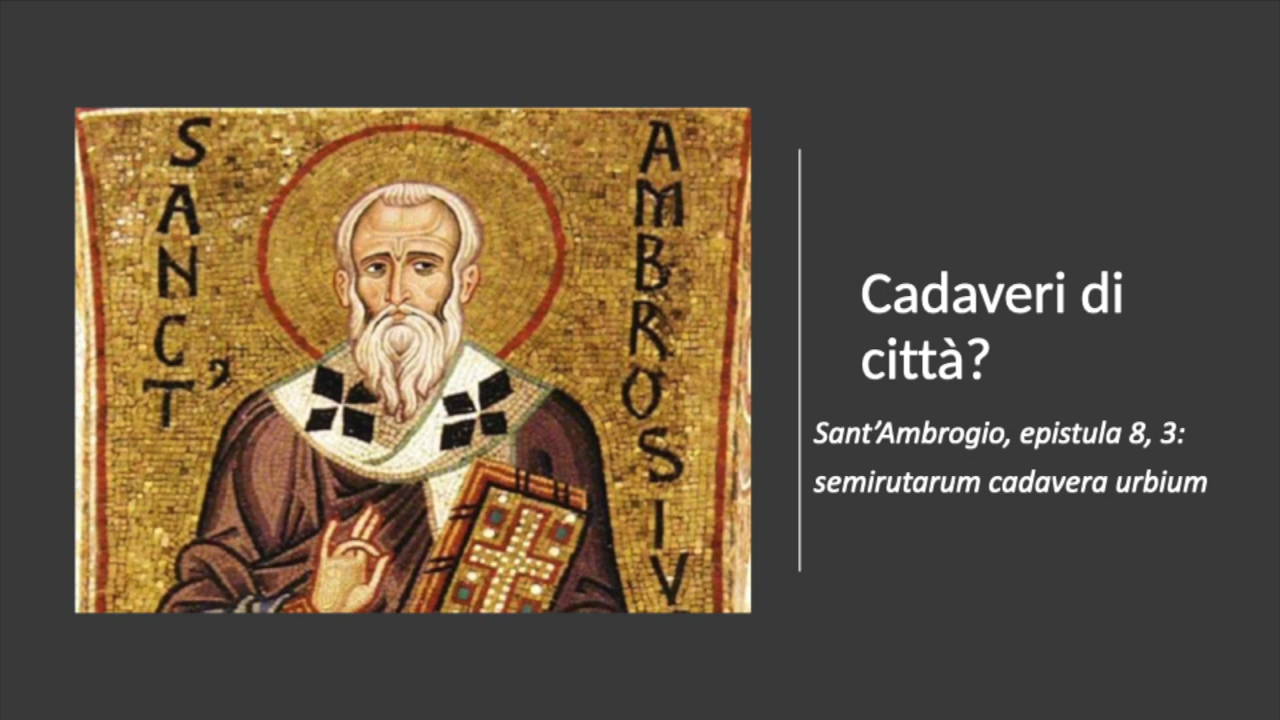 SANCT’
AMBROSIV
Cadaveri di
città?
Sant’Ambrogio, epistula 8, 3:
semirutarum cadavera urbium